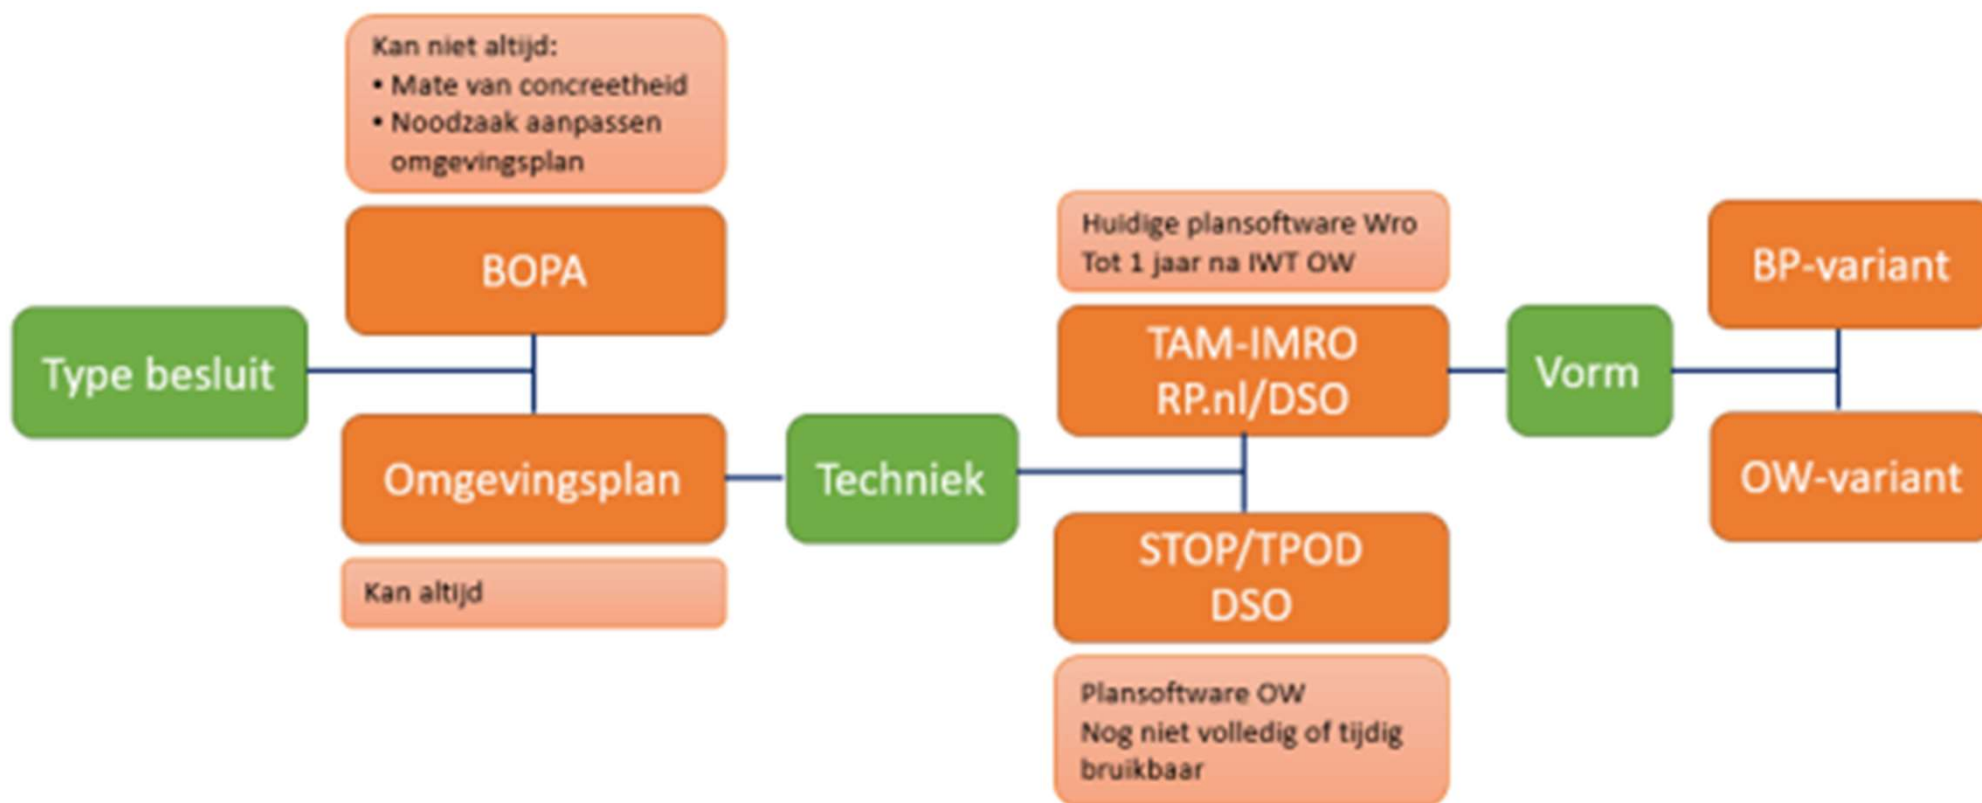 Kan niet altijd:
• Mate van concreetheid
• Noodzaak aanpassen
omgevingsplan
BOPA
Type besluit
Omgevingsplan
Kan altijd
Techniek
Huidige plansoftware Wro
Tot 1 jaar na IWT OW
TAM-IMRO
RP.nl/DSO
STOP/TPOD
DSO
Plansoftware OW
Nog niet volledig of tijdig
bruikbaar
Vorm
BP-variant
OW-variant